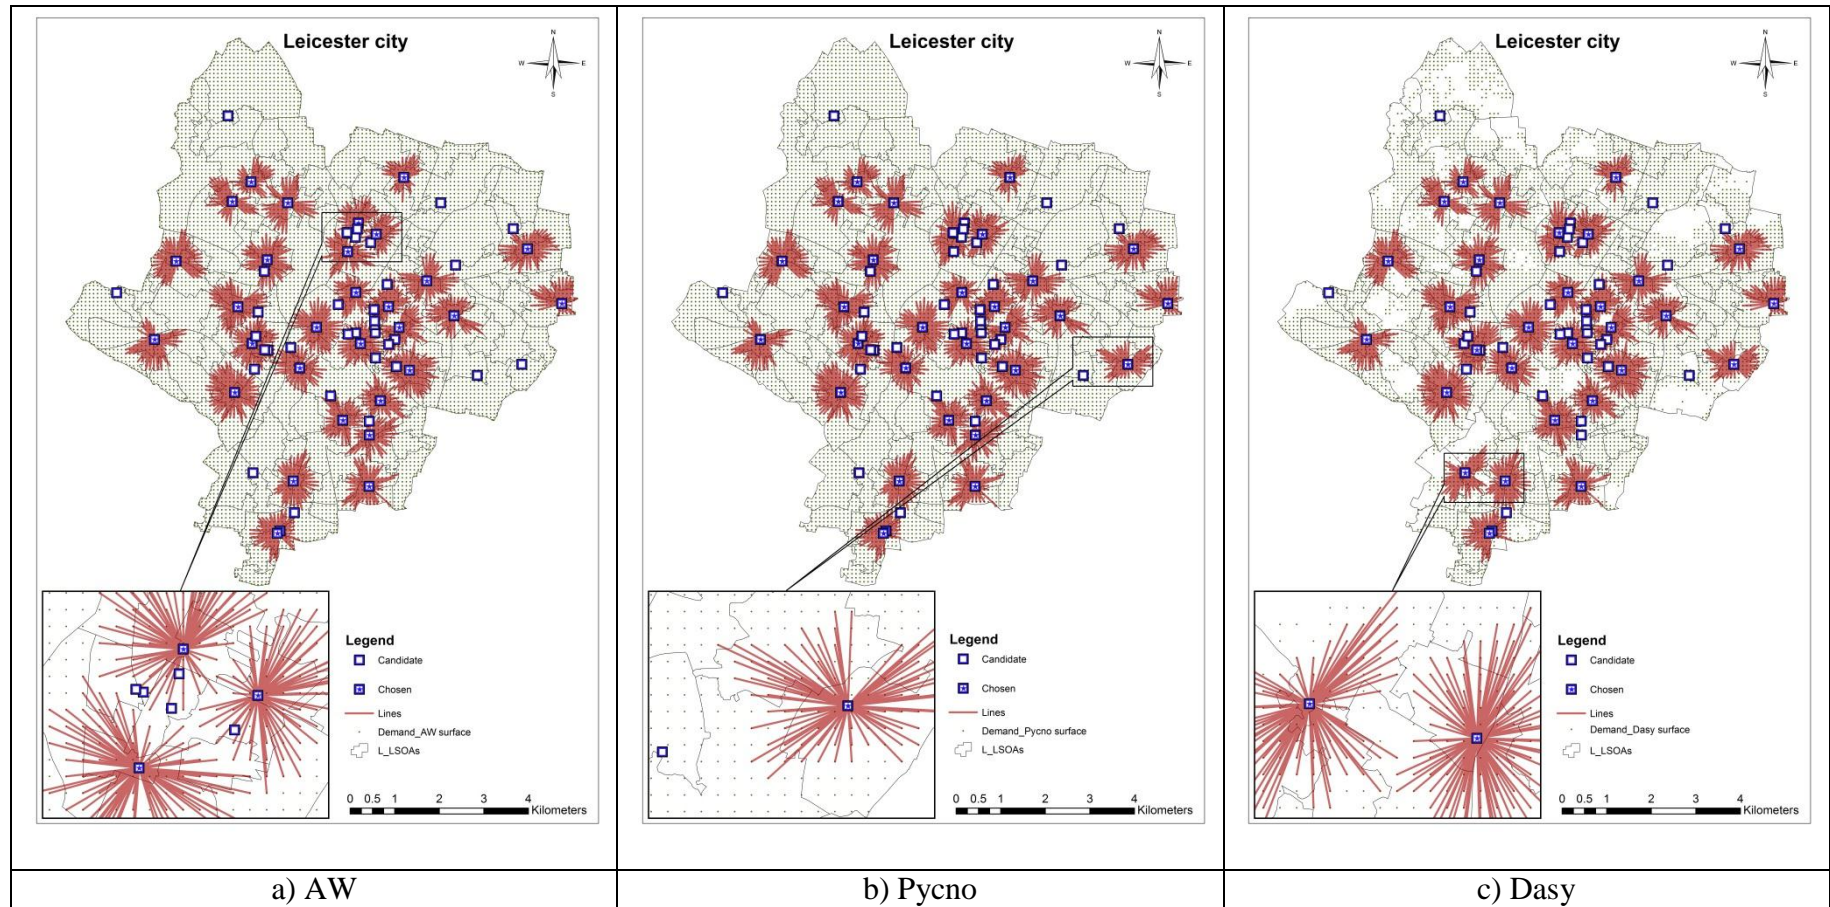 Leicester city
N
W
E
S
Legend
Candidate
Chosen
Lines
Demand_AW surface
L_LSOAs
0 0.5 1 2 3 4
Kilometers
a) AW
Leicester city
N
W
E
S
Legend
Candidate
Chosen
Lines
Demand_Pycno surface
L_LSOAs
0 0.5 1 2 3 4
Kilometers
b) Pycno
Leicester city
N
W
E
S
Legend
Candidate
Chosen
Lines
Demand_Dasy surface
L_LSOAs
0 0.5 1 2 3 4
Kilometers
c) Dasy